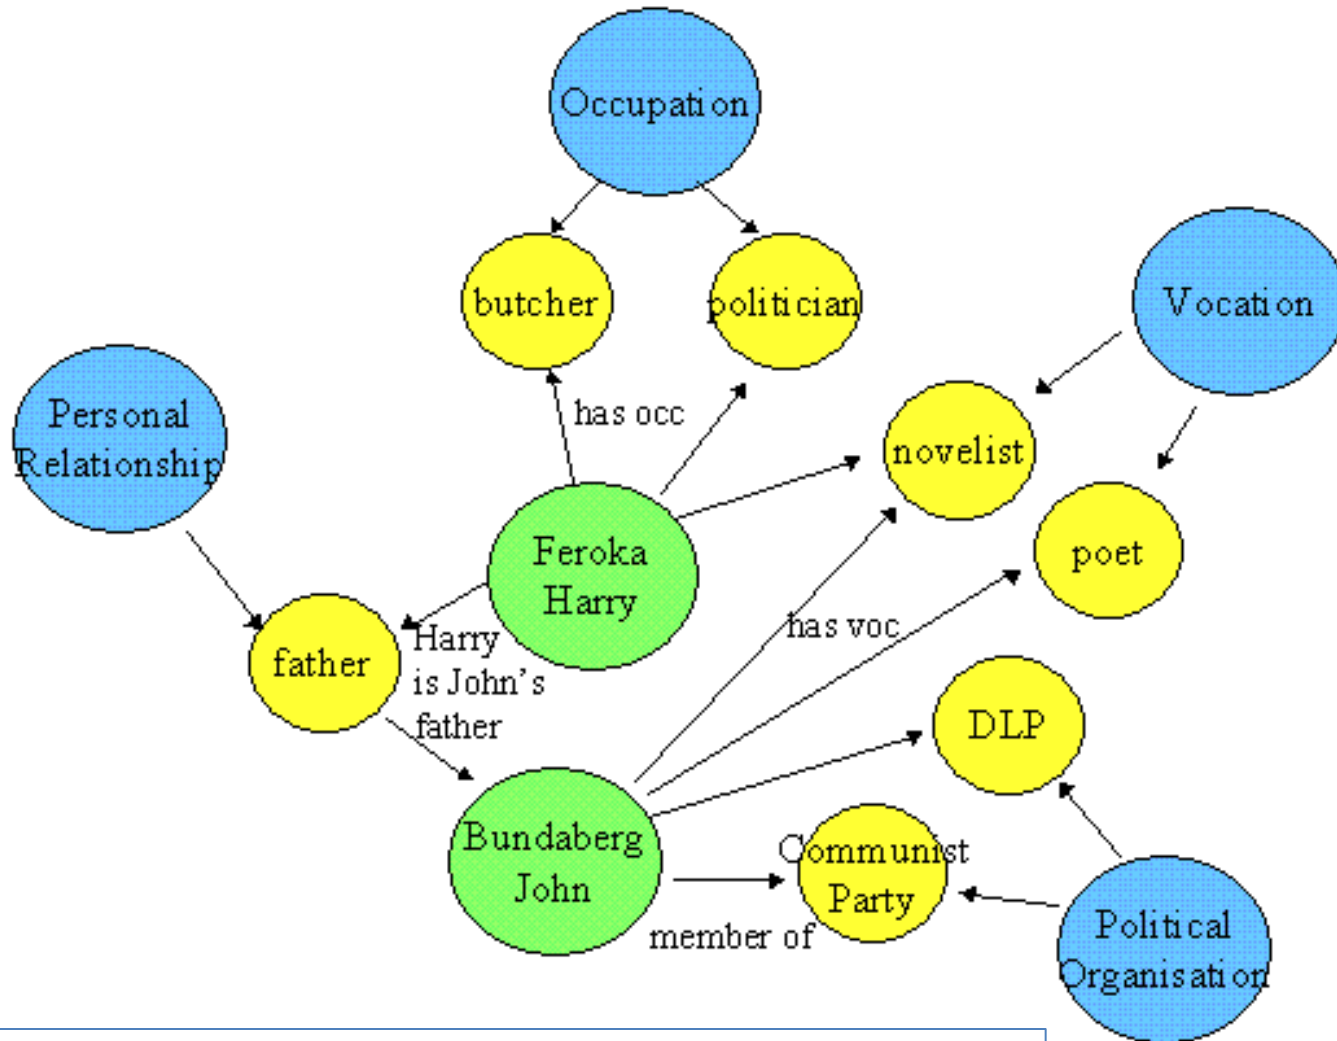 Occupation
butcher
politician
Vocation
Personal
Relationship
has occ
novelist
Feroka
Harry
poet
has voc
father
Harry
is John's
father
DLP
Bundaberg
John
Communist
Party
member of
Political
Organisation